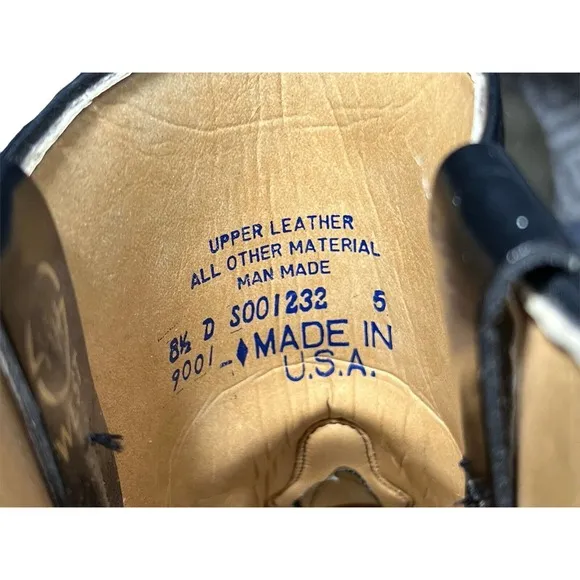 UPPER LEATHER
ALL OTHER MATERIAL
MAN MADE
8½ D S001232 5
9001 - ♦ MADE IN
U.S.A.